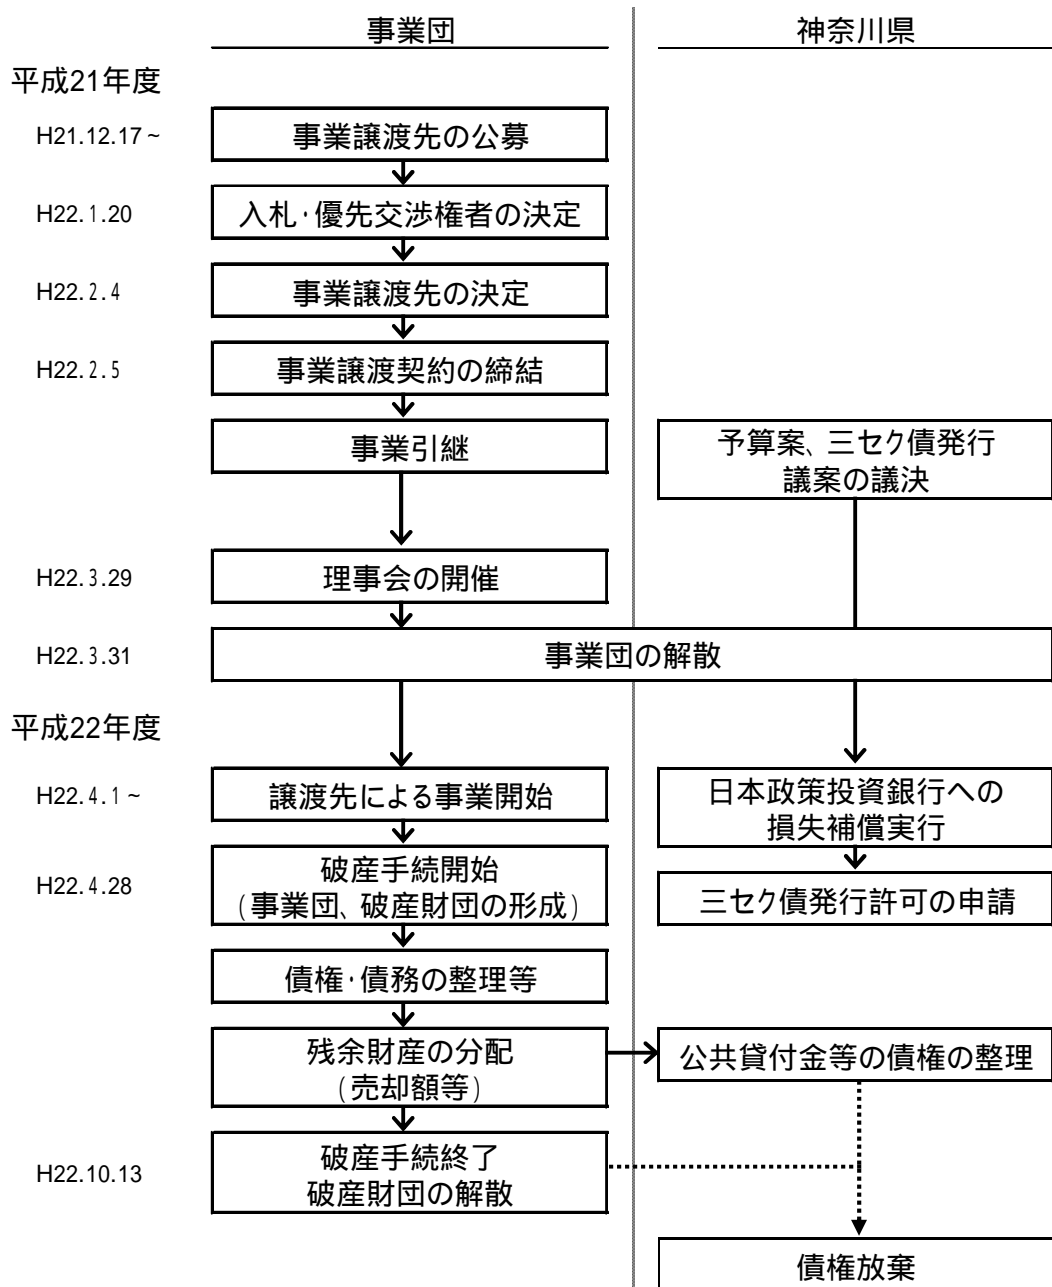 事業団
神奈川県
平成21年度
H21.12.17~
事業譲渡先の公募
H22.1.20
入札・優先交渉権者の決定
H22.2.4
事業譲渡先の決定
H22.2.5
事業譲渡契約の締結
事業引継
予算案、三セク債発行
議案の議決
H22.3.29
理事会の開催
H22.3.31
事業団の解散
平成22年度
H22.4.1~
譲渡先による事業開始
日本政策投資銀行への
損失補償実行
H22.4.28
破産手続開始
(事業団、破産財団の形成)
三セク債発行許可の申請
債権・債務の整理等
残余財産の分配
(売却額等)
公共貸付金等の債権の整理
H22.10.13
破産手続終了
破産財団の解散
債権放棄